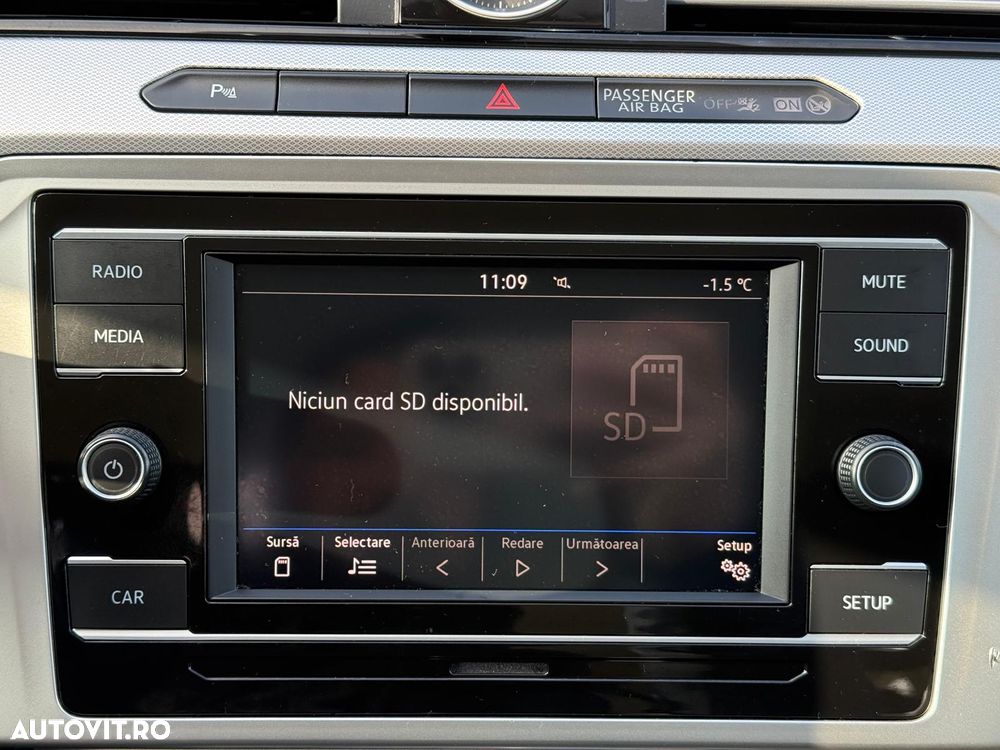 P
PASSENGER
AIR BAG OFF ON
RADIO
MEDIA
MUTE
SOUND
11:09 -1.5 °C
Niciun card SD disponibil.
SD
Sursă Selectare Anterioară Redare Următoarea Setup
CAR
SETUP
AUTOVIT.RO